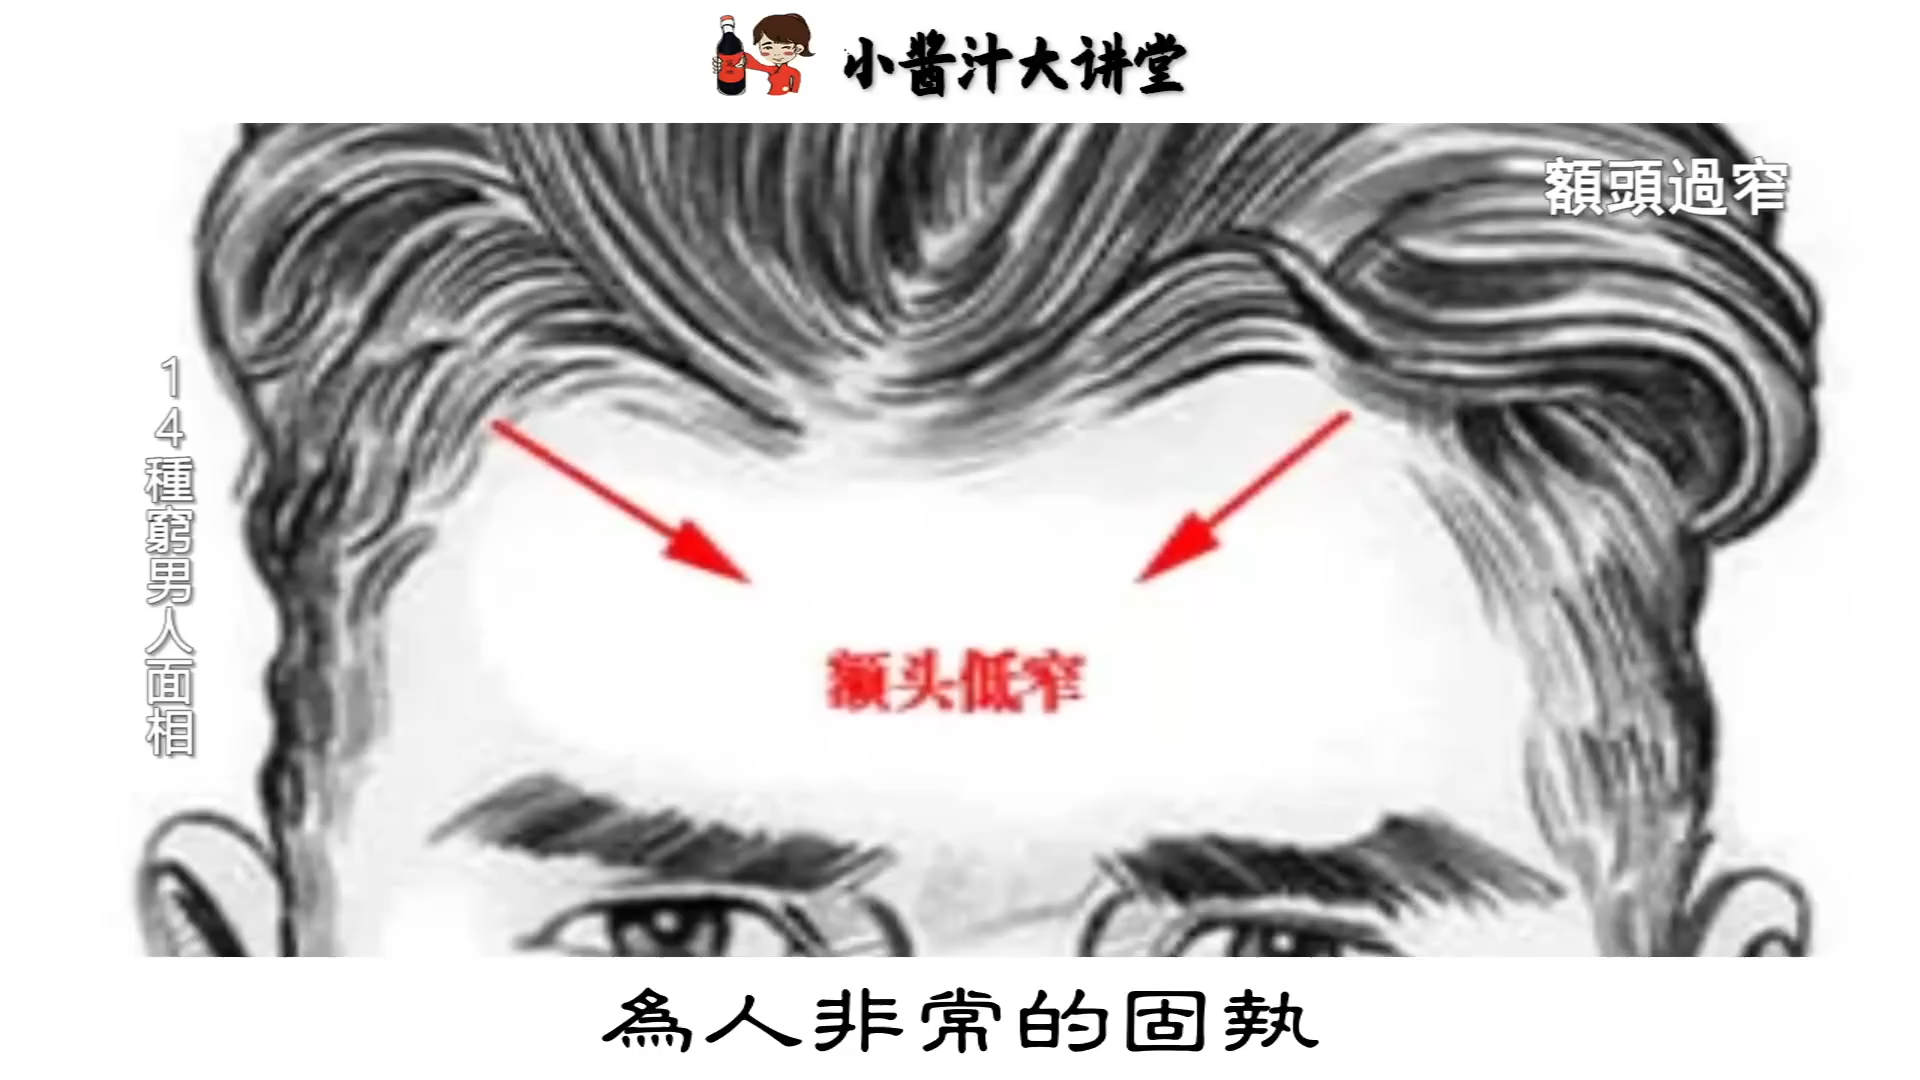 小酱汁大讲堂
額頭過窄
14種窮男人面相
额头低窄
為人非常的固執